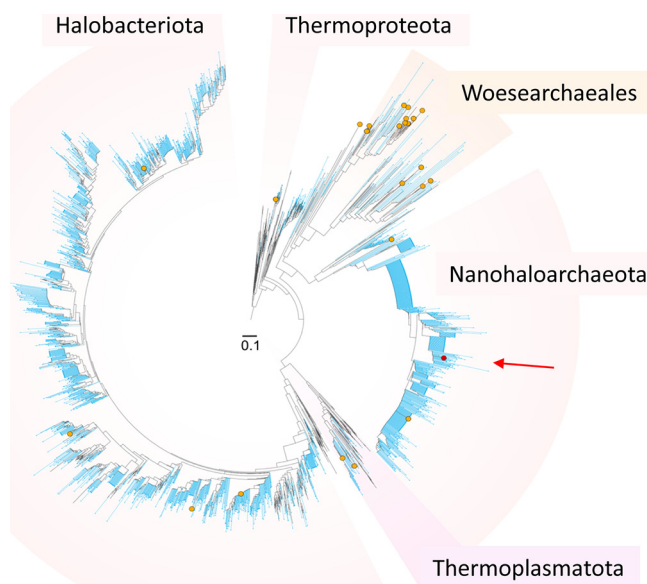 Halobacteriota
Thermoproteota
Woesearchaeales
Nanohaloarchaeota
0.1
Thermoplasmatota